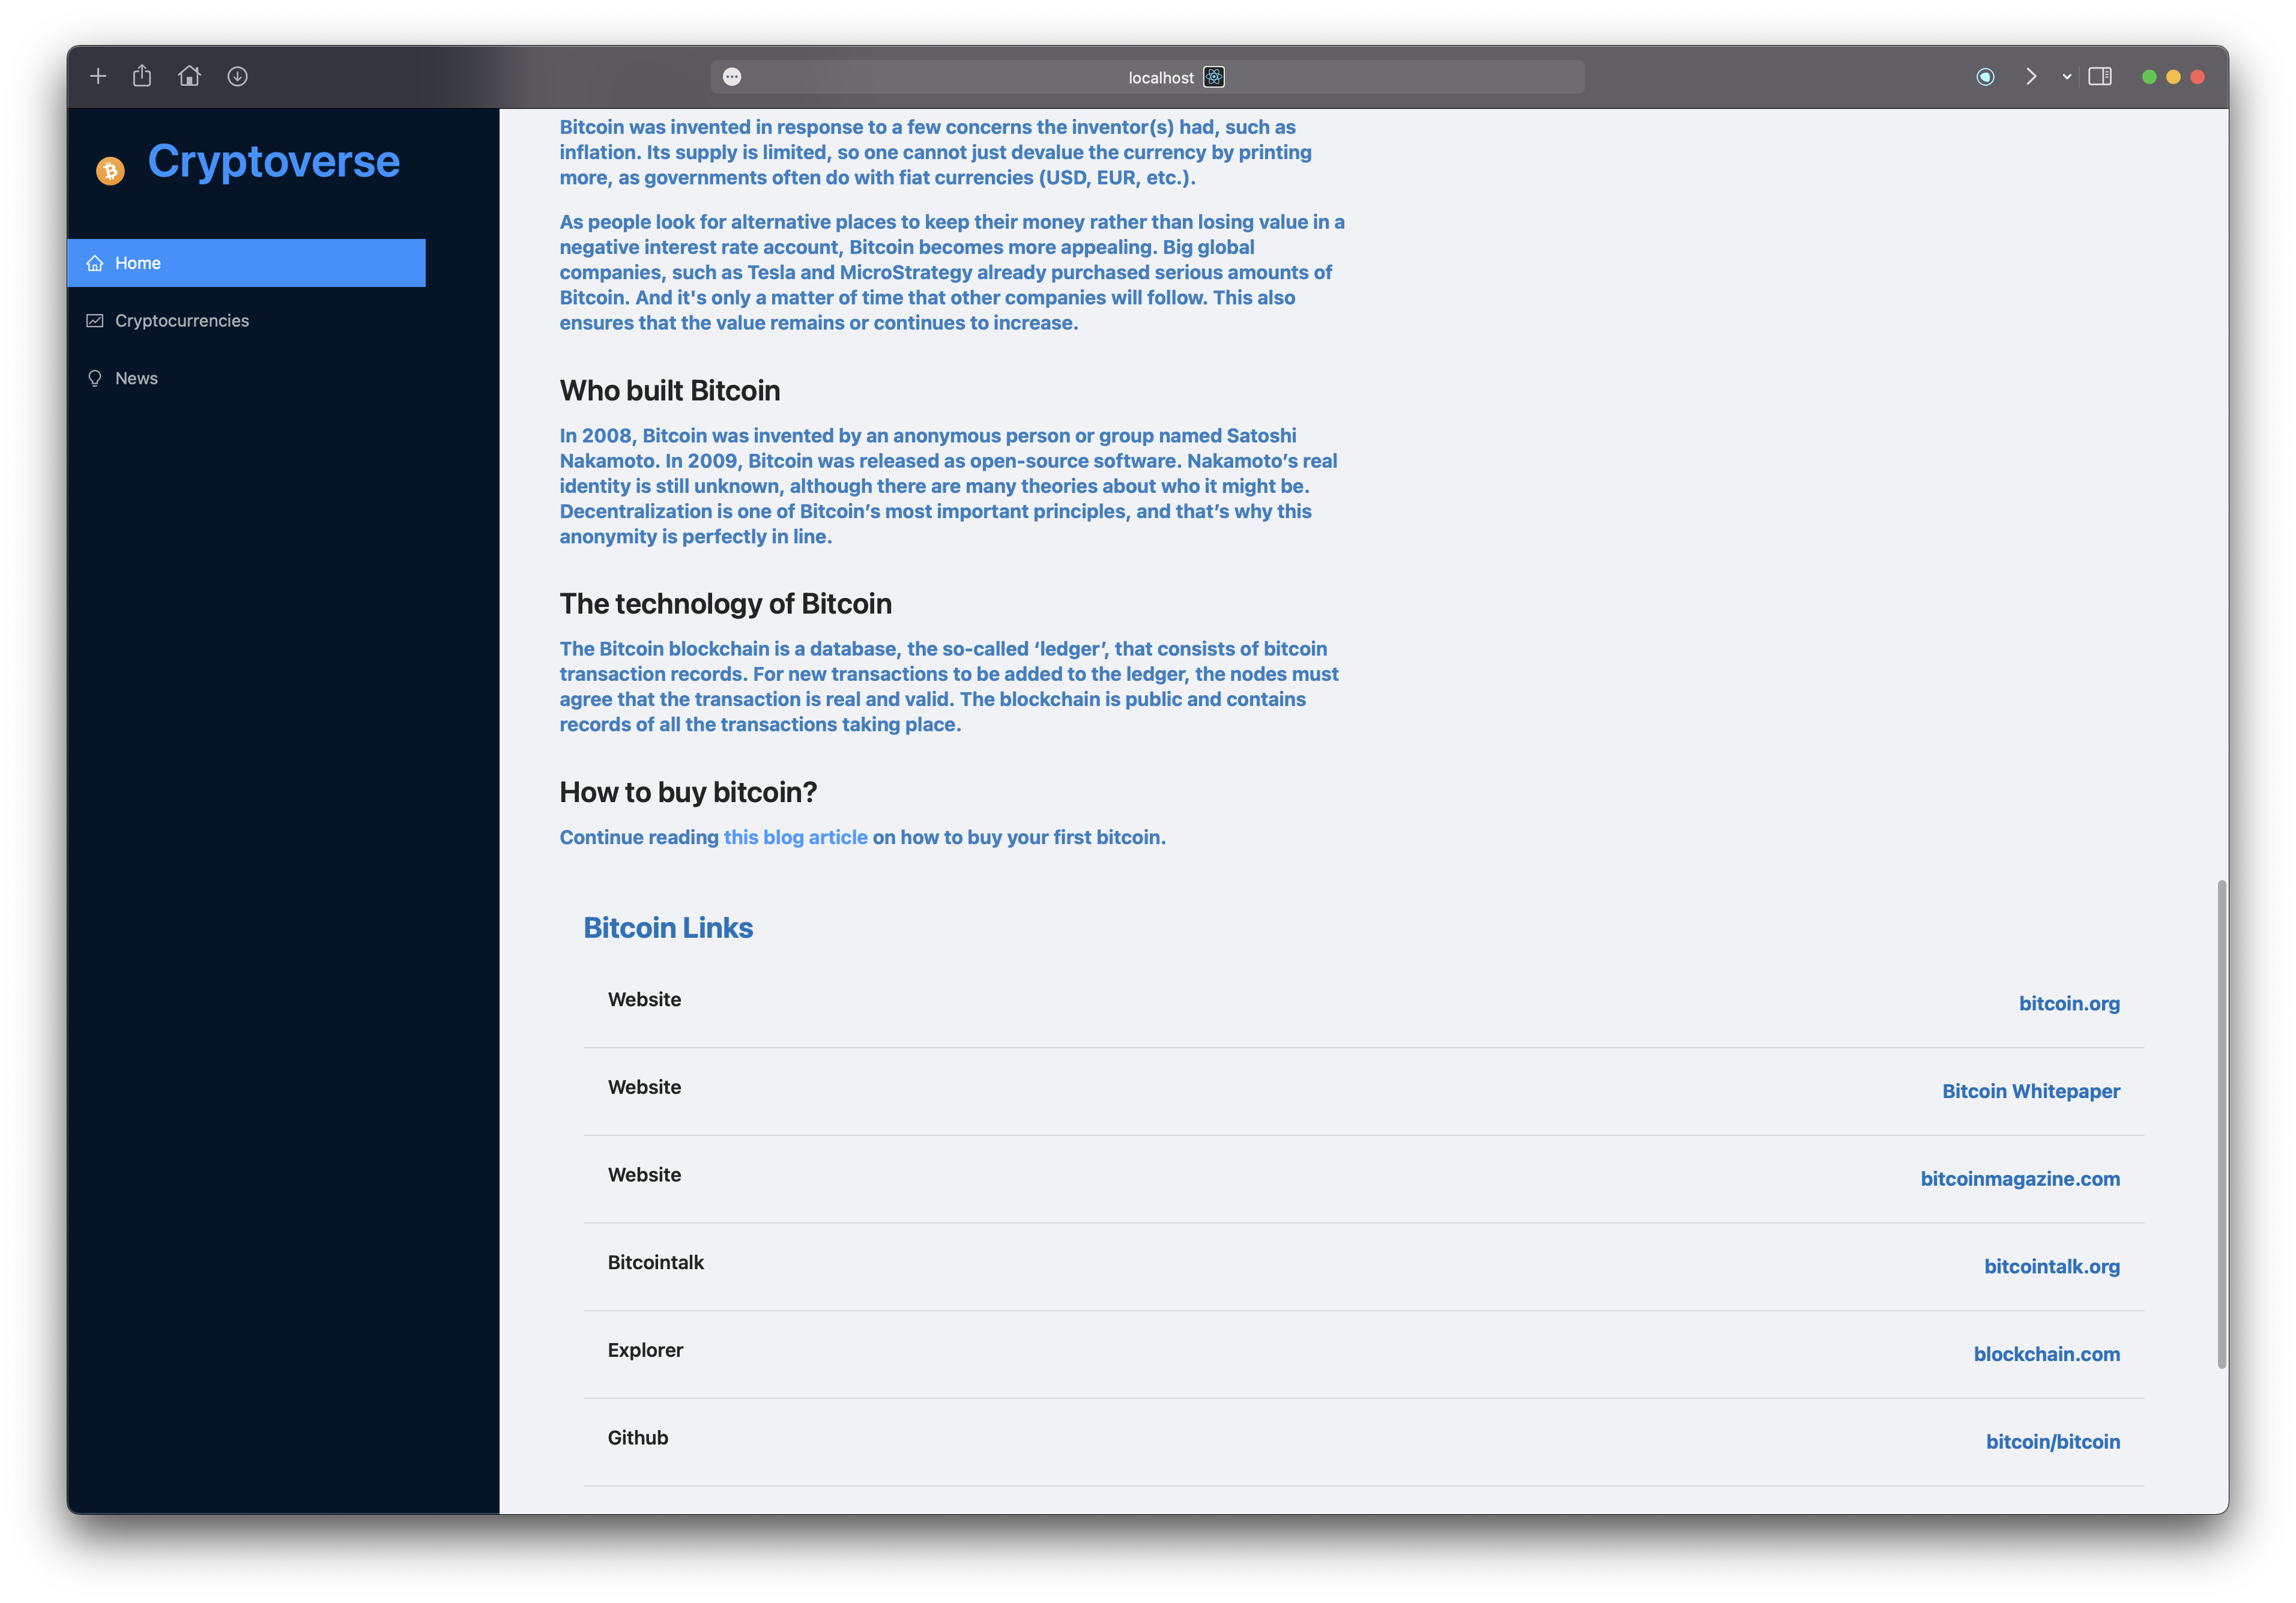 localhost
Cryptoverse
Home
Cryptocurrencies
News
Bitcoin was invented in response to a few concerns the inventor(s) had, such as
inflation. Its supply is limited, so one cannot just devalue the currency by printing
more, as governments often do with fiat currencies (USD, EUR, etc.).
As people look for alternative places to keep their money rather than losing value in a
negative interest rate account, Bitcoin becomes more appealing. Big global
companies, such as Tesla and MicroStrategy already purchased serious amounts of
Bitcoin. And it's only a matter of time that other companies will follow. This also
ensures that the value remains or continues to increase.
Who built Bitcoin
In 2008, Bitcoin was invented by an anonymous person or group named Satoshi
Nakamoto. In 2009, Bitcoin was released as open-source software. Nakamoto’s real
identity is still unknown, although there are many theories about who it might be.
Decentralization is one of Bitcoin’s most important principles, and that’s why this
anonymity is perfectly in line.
The technology of Bitcoin
The Bitcoin blockchain is a database, the so-called ‘ledger’, that consists of bitcoin
transaction records. For new transactions to be added to the ledger, the nodes must
agree that the transaction is real and valid. The blockchain is public and contains
records of all the transactions taking place.
How to buy bitcoin?
Continue reading this blog article on how to buy your first bitcoin.
Bitcoin Links
Website bitcoin.org
Website Bitcoin Whitepaper
Website bitcoinmagazine.com
Bitcointalk bitcointalk.org
Explorer blockchain.com
Github bitcoin/bitcoin